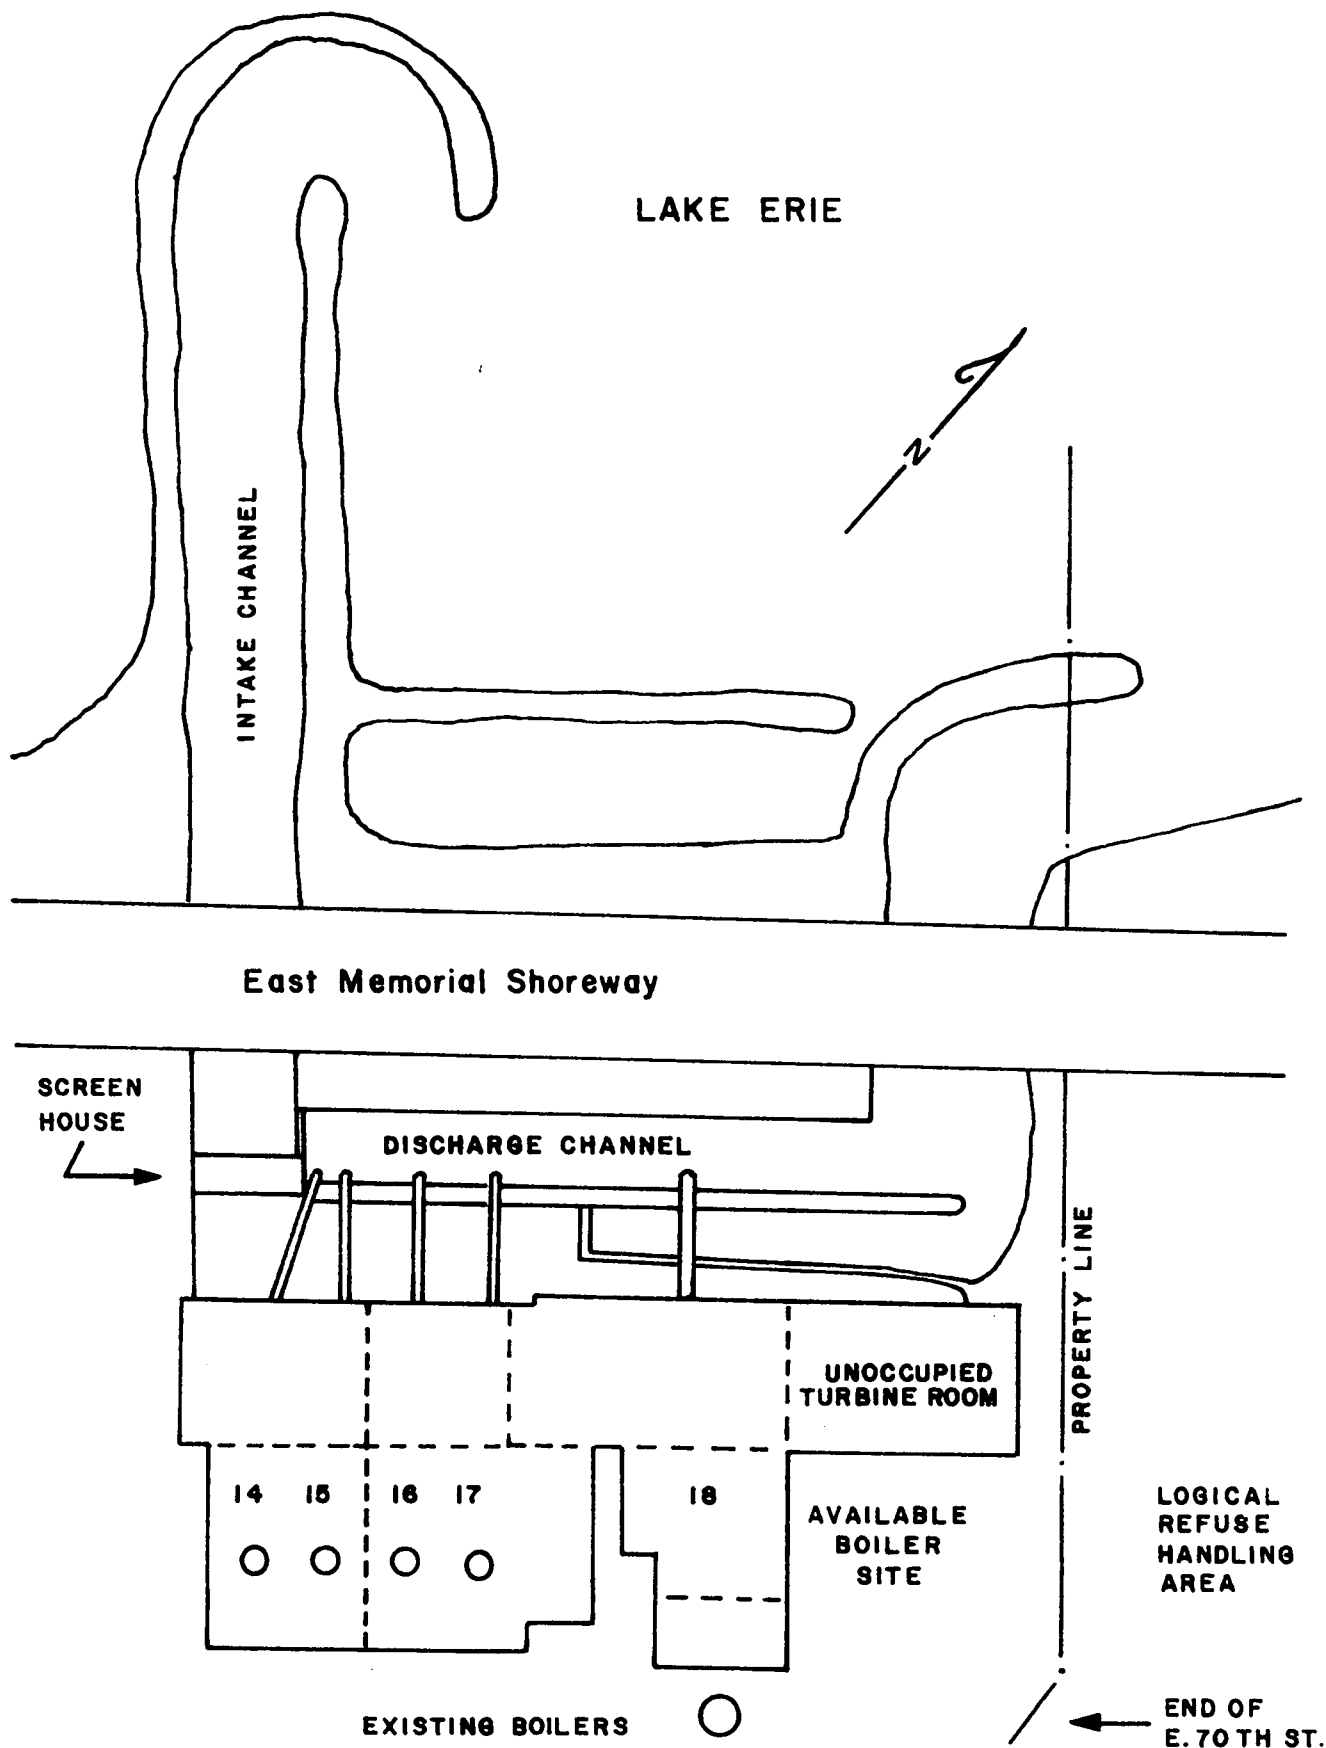 LAKE ERIE
N
INTAKE CHANNEL
East Memorial Shoreway
SCREEN
HOUSE
DISCHARGE CHANNEL
PROPERTY LINE
UNOCCUPIED
TURBINE ROOM
14 15 16 17 18
AVAILABLE
BOILER
SITE
LOGICAL
REFUSE
HANDLING
AREA
EXISTING BOILERS
END OF
E. 70 TH ST.